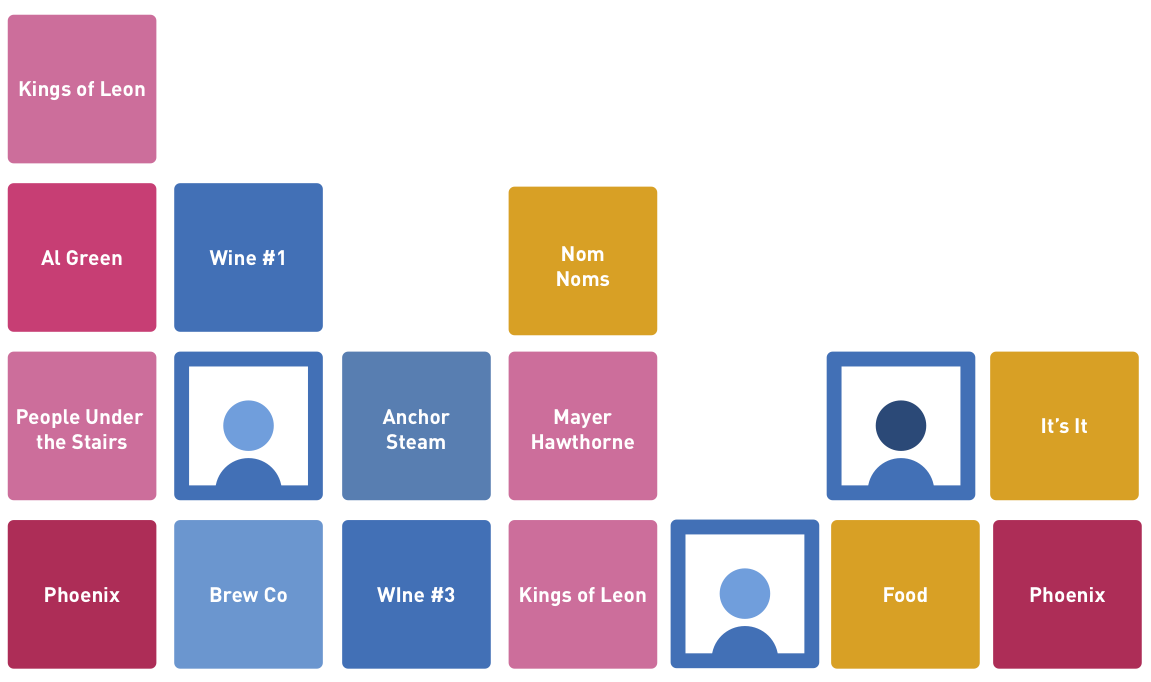 Kings of Leon
Al Green
Wine #1
Nom
Noms
People Under
the Stairs
Anchor
Steam
Mayer
Hawthorne
It’s It
Phoenix
Brew Co
WIne #3
Kings of Leon
Food
Phoenix